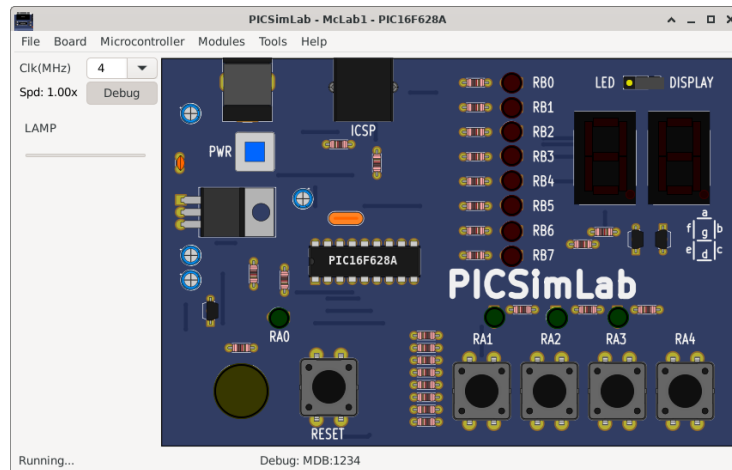 PICSimLab - McLab1 - PIC16F628A
File Board Microcontroller Modules Tools Help
Clk(MHz) 4
Spd: 1.00x Debug
LAMP
PWR
ICSP
RB0
RB1
RB2
RB3
RB4
RB5
RB6
RB7
LED DISPLAY
a
f g b
e d c
PIC16F628A
PICSimLab
RA0
RA1 RA2 RA3 RA4
RESET
Running... Debug: MDB:1234